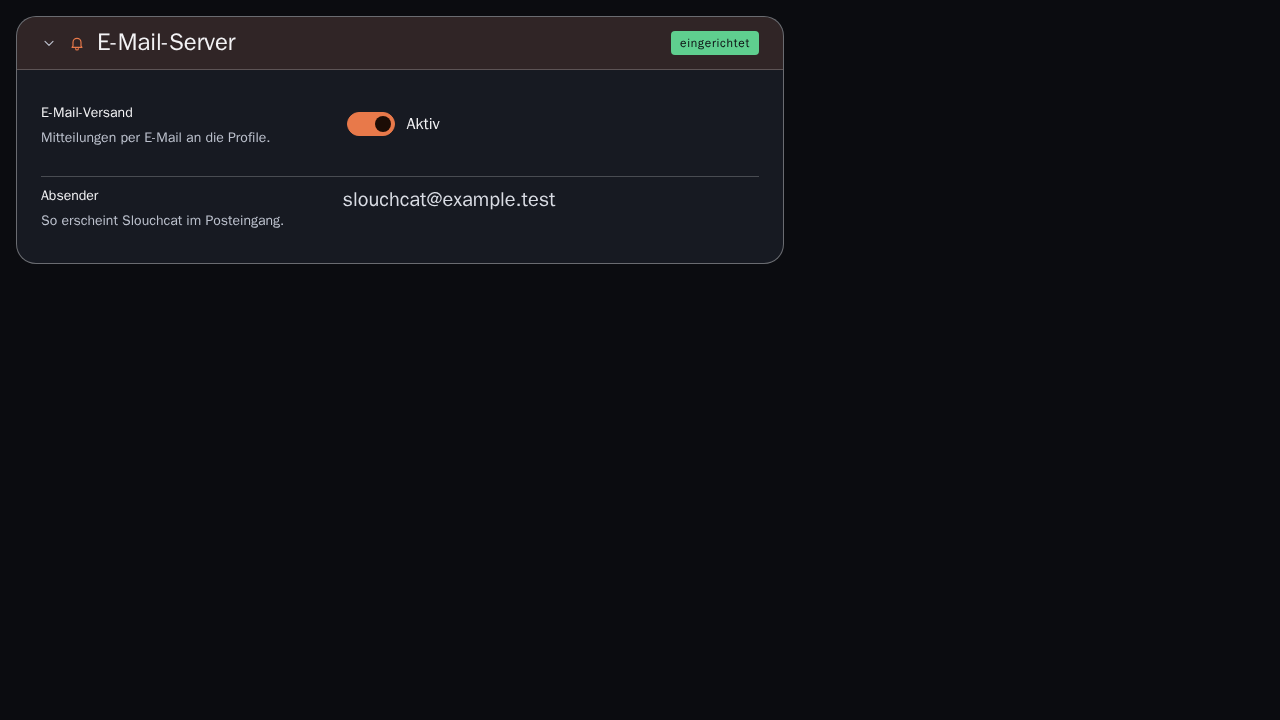 E-Mail-Server
eingerichtet
E-Mail-Versand
Mitteilungen per E-Mail an die Profile.
Aktiv
Absender
So erscheint Slouchcat im Posteingang.
slouchcat@example.test